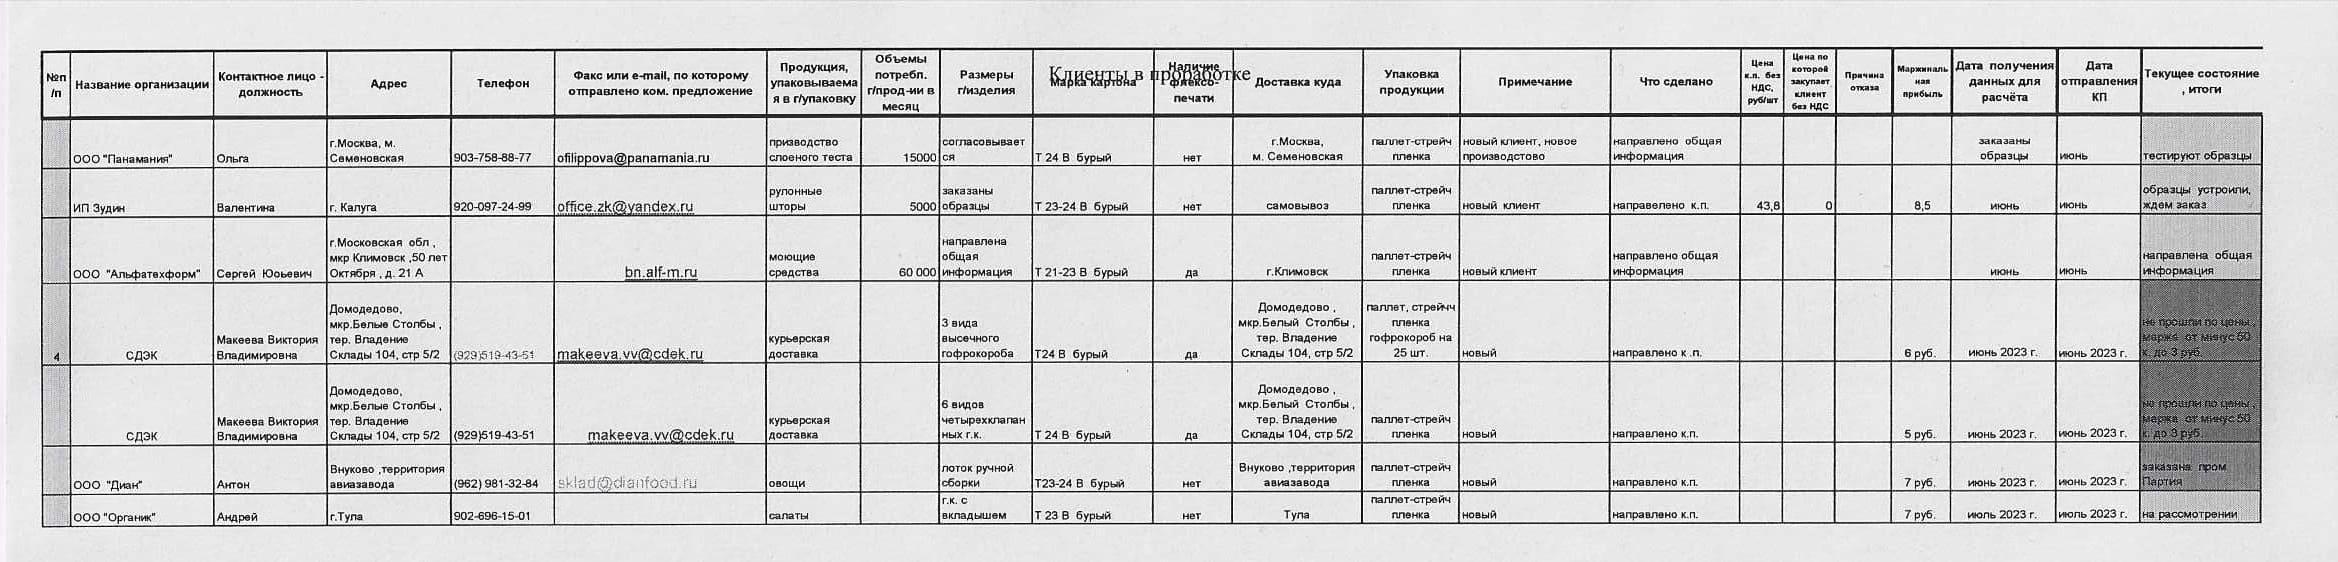 Клиенты в проработке
№п/п Название организации Контактное лицо - должность Адрес Телефон Факс или e-mail, по которому отправлено ком. предложение Продукция, упаковываемая в г/упаковку Объемы потребл. г/прод-ии в месяц Размеры г/изделия Марка картона Наличие флексо-печати Доставка куда Упаковка продукции Примечание Что сделано Цена к.п. без НДС, руб/шт Цена по которой закупает клиент без НДС Причина отказа Маржинальная прибыль Дата получения данных для расчёта Дата отправления КП Текущее состояние, итоги
ООО "Панамания" Ольга г.Москва, м. Семеновская 903-758-88-77 ofilippova@panamania.ru призводство слоеного теста 15000 согласовывается Т 24 В бурый нет г.Москва, м. Семеновская паллет-стрейч пленка новый клиент, новое производстово направлено общая информация заказаны образцы июнь тестируют образцы
ИП Зудин Валентина г. Калуга 920-097-24-99 office.zk@yandex.ru рулонные шторы 5000 заказаны образцы Т 23-24 В бурый нет самовывоз паллет-стрейч пленка новый клиент направелено к.п. 43,8 0 8,5 июнь июнь образцы устроили, ждем заказ
ООО "Альфатехформ" Сергей Юоьевич г.Московская обл , мкр Климовск ,50 лет Октября , д. 21 А bn.alf-m.ru моющие средства 60 000 направлена общая информация Т 21-23 В бурый да г.Климовск паллет-стрейч пленка новый клиент направлено общая информация июнь июнь направлена общая информация
4 СДЭК Макеева Виктория Владимировна Домодедово, мкр.Белые Столбы , тер. Владение Склады 104, стр 5/2 (929)519-43-51 makeeva.vv@cdek.ru курьерская доставка 3 вида высечного гофрокороба Т24 В бурый да Домодедово , мкр.Белый Столбы , тер. Владение Склады 104, стр 5/2 паллет, стрейчч пленка гофрокороб на 25 шт. новый направлено к .п. 6 руб. июнь 2023 г. июнь 2023 г. не прошли по цены , маржа от минус 50 к. до 3 руб.
СДЭК Макеева Виктория Владимировна Домодедово, мкр.Белые Столбы , тер. Владение Склады 104, стр 5/2 (929)519-43-51 makeeva.vv@cdek.ru курьерская доставка 6 видов четырехклапанных г.к. Т 24 В бурый да Домодедово , мкр.Белый Столбы , тер. Владение Склады 104, стр 5/2 паллет-стрейч пленка новый направлено к.п. 5 руб. июнь 2023 г. июнь 2023 г. не прошли по цены , маржа от минус 50 к. до 3 руб.
ООО "Диан" Антон Внуково ,территория авиазавода (962) 981-32-84 sklad@dianfood.ru овощи лоток ручной сборки Т23-24 В бурый нет Внуково ,территория авиазавода паллет-стрейч пленка новый направлено к.п. 7 руб. июнь 2023 г. июнь 2023 г. заказана пром Партия
ООО "Органик" Андрей г.Тула 902-696-15-01 салаты г.к. с вкладышем Т 23 В бурый нет Тула паллет-стрейч пленка новый направлено к.п. 7 руб. июль 2023 г. июль 2023 г. на рассмотрении